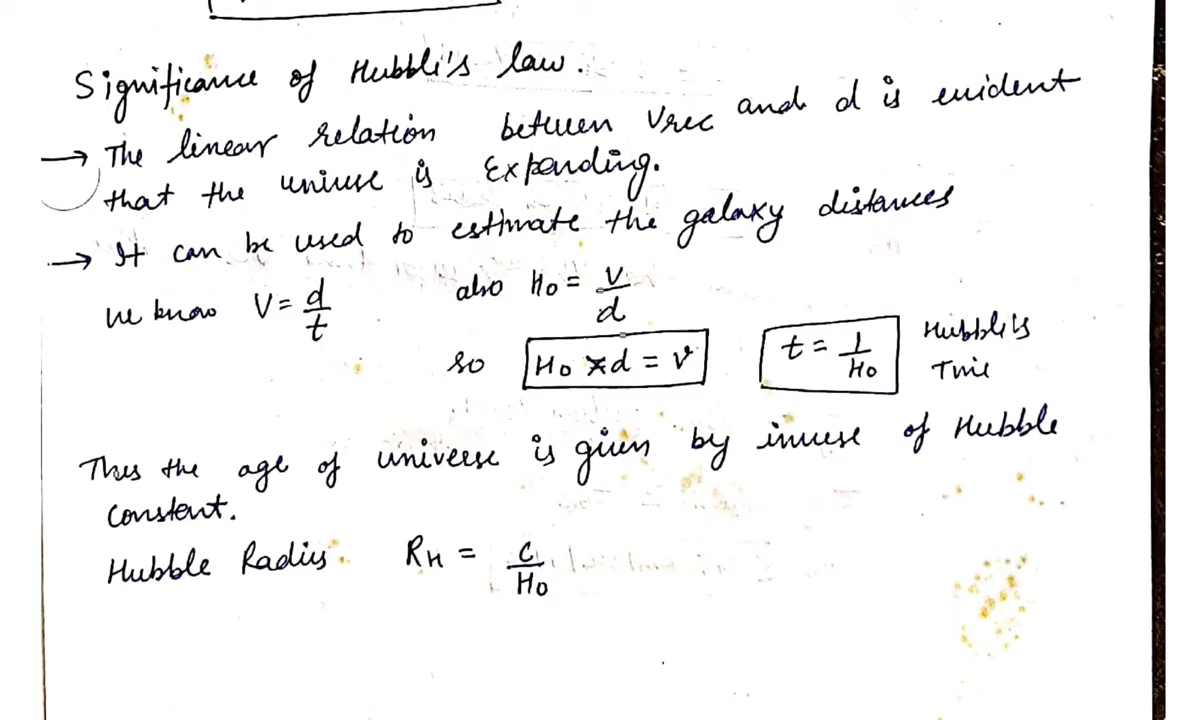 Significance of Hubble's law.
→ The linear relation between Vrec and d is evident
that the universe is Expanding.
→ It can be used to estimate the galaxy distances
we know V = d/t also H0 = v/d
so H0 × d = v t = 1/H0 Hubble's
Time
Thus the age of universe is given by inverse of Hubble
constant.
Hubble Radius. RH = c/H0